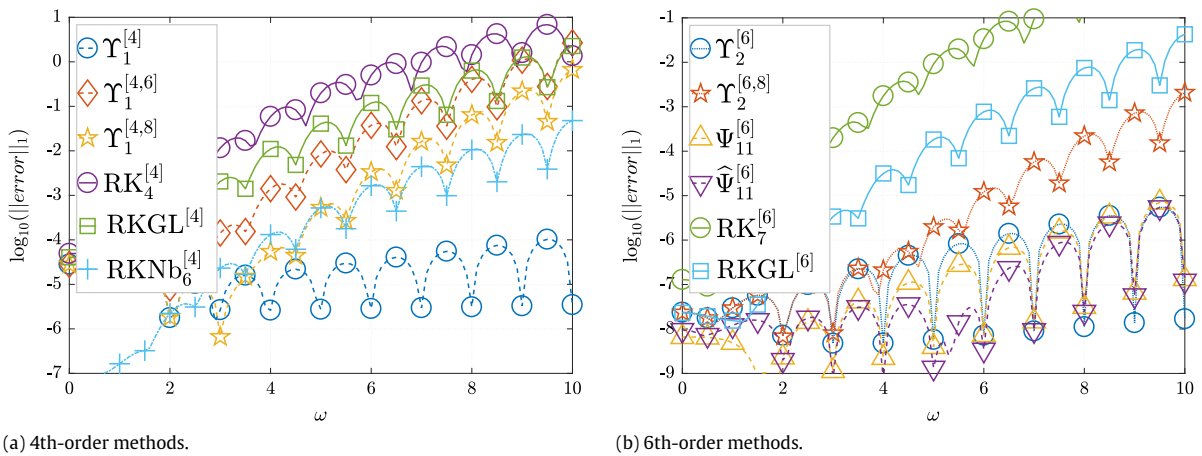 1
0
-1
-2
-3
-4
-5
-6
-7
log₁₀(||error||₁)
Υ₁^[4]
Υ₁^[4,6]
Υ₁^[4,8]
RK₄^[4]
RKGL^[4]
RKNb₆^[4]
0 2 4 6 8 10
ω
(a) 4th-order methods.
-1
-2
-3
-4
-5
-6
-7
-8
-9
log₁₀(||error||₁)
Υ₂^[6]
Υ₂^[6,8]
Ψ₁₁^[6]
Ψ̂₁₁^[6]
RK₇^[6]
RKGL^[6]
0 2 4 6 8 10
ω
(b) 6th-order methods.